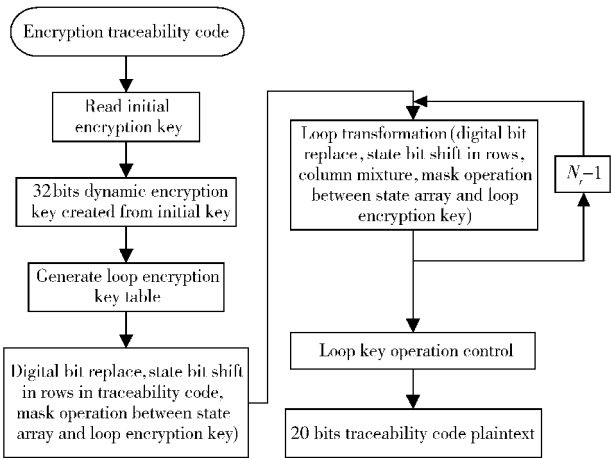 Encryption traceability code
Read initial
encryption key
32bits dynamic encryption
key created from initial key
Generate loop encryption
key table
Digital bit replace, state bit shift
in rows in traceability code,
mask operation between state
array and loop encryption key)
Loop transformation (digital bit
replace, state bit shift in rows,
column mixture, mask operation
between state array and loop
encryption key)
Nr−1
Loop key operation control
20 bits traceability code plaintext